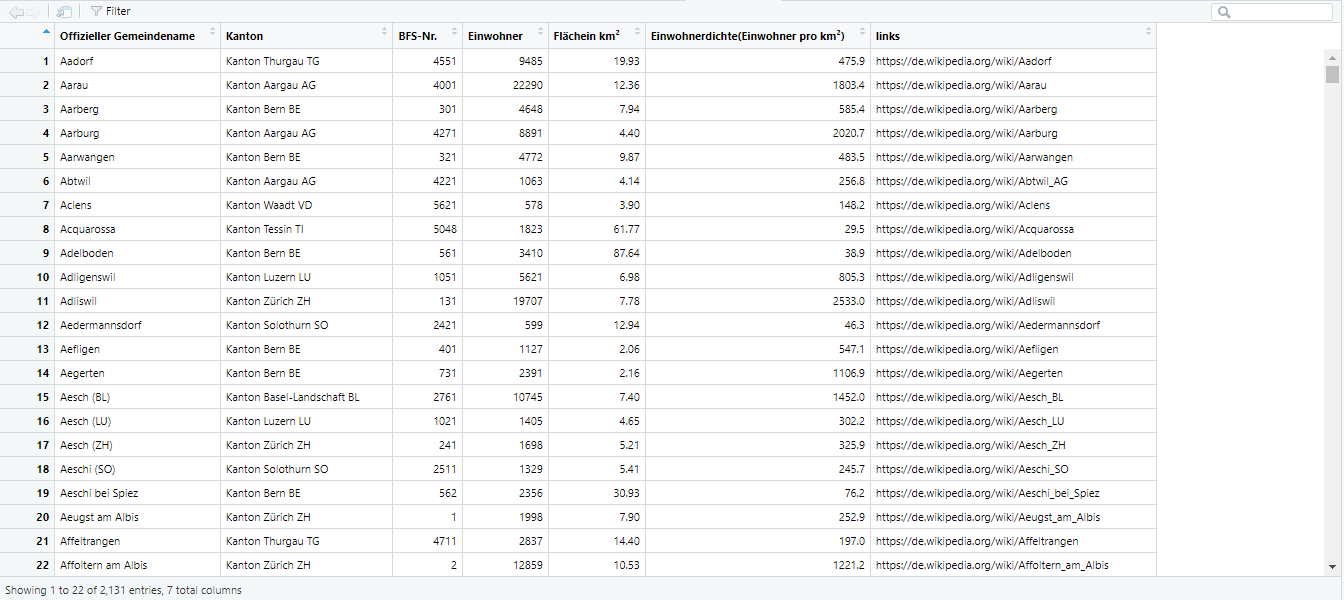 Filter
Offizieller Gemeindename Kanton BFS-Nr. Einwohner Flächein km² Einwohnerdichte(Einwohner pro km²) links
1 Aadorf Kanton Thurgau TG 4551 9485 19.93 475.9 https://de.wikipedia.org/wiki/Aadorf
2 Aarau Kanton Aargau AG 4001 22290 12.36 1803.4 https://de.wikipedia.org/wiki/Aarau
3 Aarberg Kanton Bern BE 301 4648 7.94 585.4 https://de.wikipedia.org/wiki/Aarberg
4 Aarburg Kanton Aargau AG 4271 8891 4.40 2020.7 https://de.wikipedia.org/wiki/Aarburg
5 Aarwangen Kanton Bern BE 321 4772 9.87 483.5 https://de.wikipedia.org/wiki/Aarwangen
6 Abtwil Kanton Aargau AG 4221 1063 4.14 256.8 https://de.wikipedia.org/wiki/Abtwil_AG
7 Aclens Kanton Waadt VD 5621 578 3.90 148.2 https://de.wikipedia.org/wiki/Aclens
8 Acquarossa Kanton Tessin TI 5048 1823 61.77 29.5 https://de.wikipedia.org/wiki/Acquarossa
9 Adelboden Kanton Bern BE 561 3410 87.64 38.9 https://de.wikipedia.org/wiki/Adelboden
10 Adligenswil Kanton Luzern LU 1051 5621 6.98 805.3 https://de.wikipedia.org/wiki/Adligenswil
11 Adliswil Kanton Zürich ZH 131 19707 7.78 2533.0 https://de.wikipedia.org/wiki/Adliswil
12 Aedermannsdorf Kanton Solothurn SO 2421 599 12.94 46.3 https://de.wikipedia.org/wiki/Aedermannsdorf
13 Aefligen Kanton Bern BE 401 1127 2.06 547.1 https://de.wikipedia.org/wiki/Aefligen
14 Aegerten Kanton Bern BE 731 2391 2.16 1106.9 https://de.wikipedia.org/wiki/Aegerten
15 Aesch (BL) Kanton Basel-Landschaft BL 2761 10745 7.40 1452.0 https://de.wikipedia.org/wiki/Aesch_BL
16 Aesch (LU) Kanton Luzern LU 1021 1405 4.65 302.2 https://de.wikipedia.org/wiki/Aesch_LU
17 Aesch (ZH) Kanton Zürich ZH 241 1698 5.21 325.9 https://de.wikipedia.org/wiki/Aesch_ZH
18 Aeschi (SO) Kanton Solothurn SO 2511 1329 5.41 245.7 https://de.wikipedia.org/wiki/Aeschi_SO
19 Aeschi bei Spiez Kanton Bern BE 562 2356 30.93 76.2 https://de.wikipedia.org/wiki/Aeschi_bei_Spiez
20 Aeugst am Albis Kanton Zürich ZH 1 1998 7.90 252.9 https://de.wikipedia.org/wiki/Aeugst_am_Albis
21 Affeltrangen Kanton Thurgau TG 4711 2837 14.40 197.0 https://de.wikipedia.org/wiki/Affeltrangen
22 Affoltern am Albis Kanton Zürich ZH 2 12859 10.53 1221.2 https://de.wikipedia.org/wiki/Affoltern_am_Albis
Showing 1 to 22 of 2,131 entries, 7 total columns